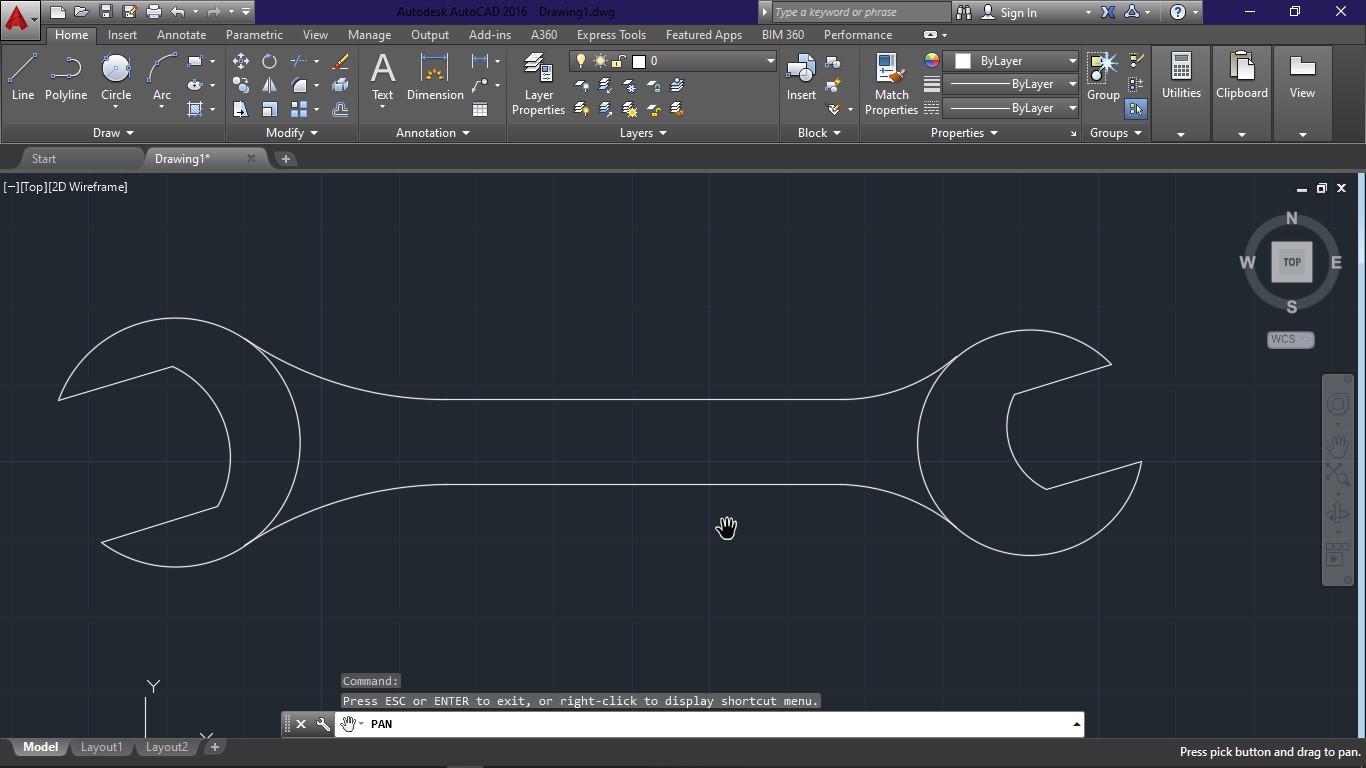 Autodesk AutoCAD 2016 Drawing1.dwg
Type a keyword or phrase
Sign In
Home Insert Annotate Parametric View Manage Output Add-ins A360 Express Tools Featured Apps BIM 360 Performance
0
ByLayer
ByLayer
ByLayer
Line Polyline Circle Arc
Text Dimension
Layer Properties
Insert
Match Properties
Group
Utilities Clipboard View
Draw Modify Annotation Layers Block Properties Groups
Start Drawing1*
[−][Top][2D Wireframe]
N
W TOP E
S
WCS
Y
Command:
Press ESC or ENTER to exit, or right-click to display shortcut menu.
PAN
Model Layout1 Layout2
Press pick button and drag to pan.